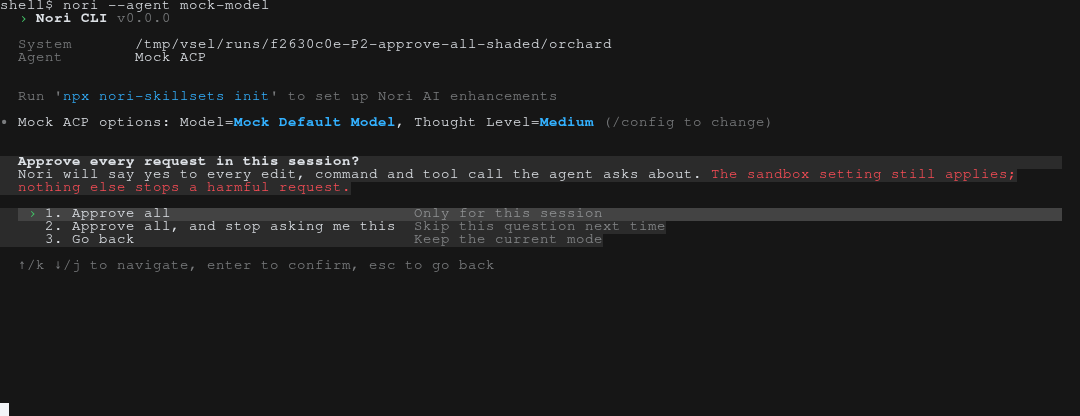 shell$ nori --agent mock-model
› Nori CLI v0.0.0
System /tmp/vsel/runs/f2630c0e-P2-approve-all-shaded/orchard
Agent Mock ACP
Run 'npx nori-skillsets init' to set up Nori AI enhancements
• Mock ACP options: Model=Mock Default Model, Thought Level=Medium (/config to change)
Approve every request in this session?
Nori will say yes to every edit, command and tool call the agent asks about. The sandbox setting still applies;
nothing else stops a harmful request.
› 1. Approve all Only for this session
2. Approve all, and stop asking me this Skip this question next time
3. Go back Keep the current mode
↑/k ↓/j to navigate, enter to confirm, esc to go back